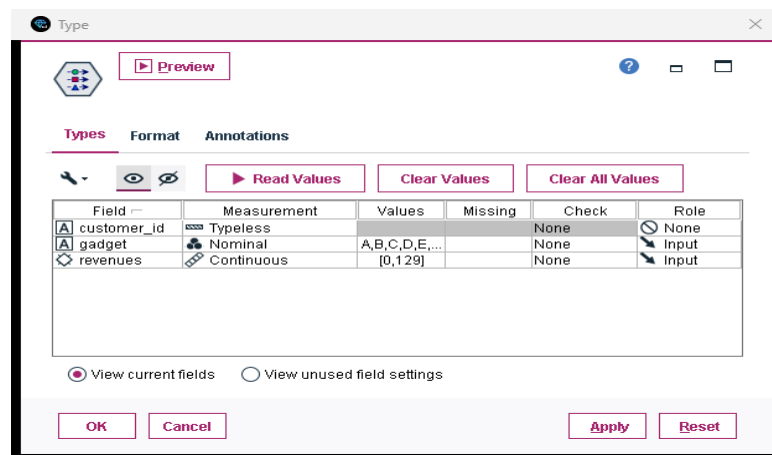 Type
Preview
?
Types Format Annotations
Read Values Clear Values Clear All Values
Field Measurement Values Missing Check Role
A customer_id Typeless None None
A gadget Nominal A,B,C,D,E,... None Input
revenues Continuous [0,129] None Input
View current fields View unused field settings
OK Cancel Apply Reset